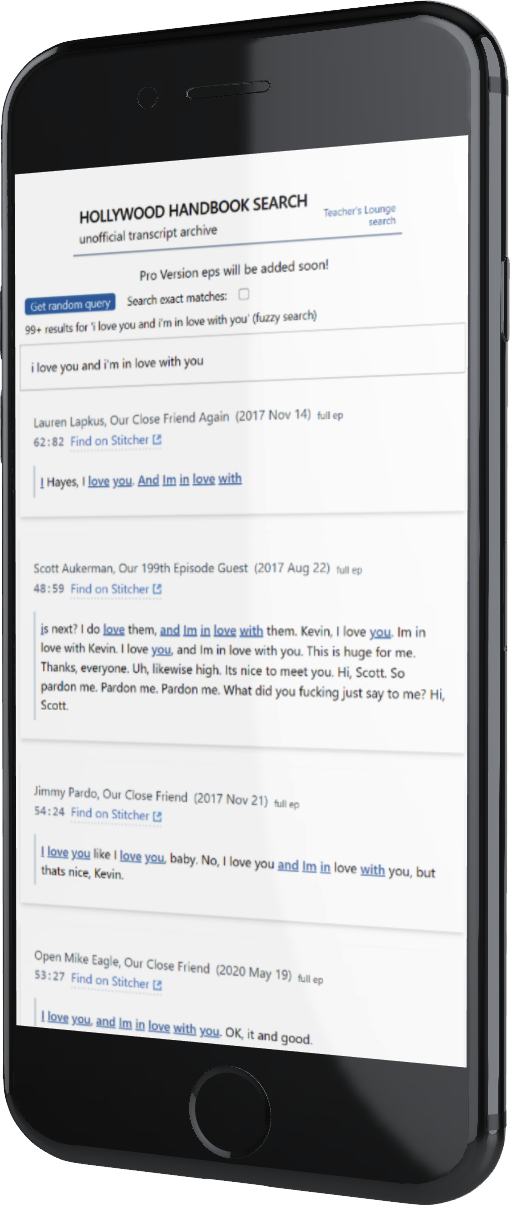 HOLLYWOOD HANDBOOK SEARCH
unofficial transcript archive
Teacher's Lounge
search
Pro Version eps will be added soon!
Get random query Search exact matches:
99+ results for 'i love you and i'm in love with you' (fuzzy search)
i love you and i'm in love with you
Lauren Lapkus, Our Close Friend Again (2017 Nov 14) full ep
62:82 Find on Stitcher
I Hayes, I love you. And Im in love with
Scott Aukerman, Our 199th Episode Guest (2017 Aug 22) full ep
48:59 Find on Stitcher
is next? I do love them, and Im in love with them. Kevin, I love you. Im in
love with Kevin. I love you, and Im in love with you. This is huge for me.
Thanks, everyone. Uh, likewise high. Its nice to meet you. Hi, Scott. So
pardon me. Pardon me. Pardon me. What did you fucking just say to me? Hi,
Scott.
Jimmy Pardo, Our Close Friend (2017 Nov 21) full ep
54:24 Find on Stitcher
I love you like I love you, baby. No, I love you and Im in love with you, but
thats nice, Kevin.
Open Mike Eagle, Our Close Friend (2020 May 19) full ep
53:27 Find on Stitcher
I love you, and Im in love with you. OK, it and good.